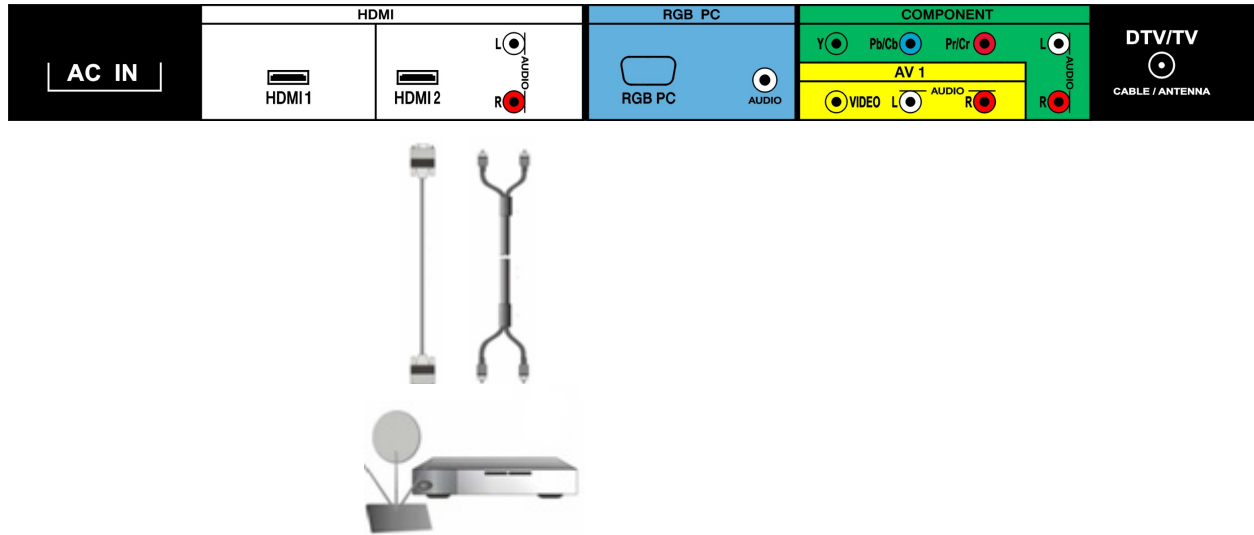 AC IN
HDMI
HDMI 1
HDMI 2
L
AUDIO
R
RGB PC
RGB PC
AUDIO
COMPONENT
Y
Pb/Cb
Pr/Cr
L
AUDIO
R
AV 1
VIDEO
L
AUDIO
R
DTV/TV
CABLE / ANTENNA